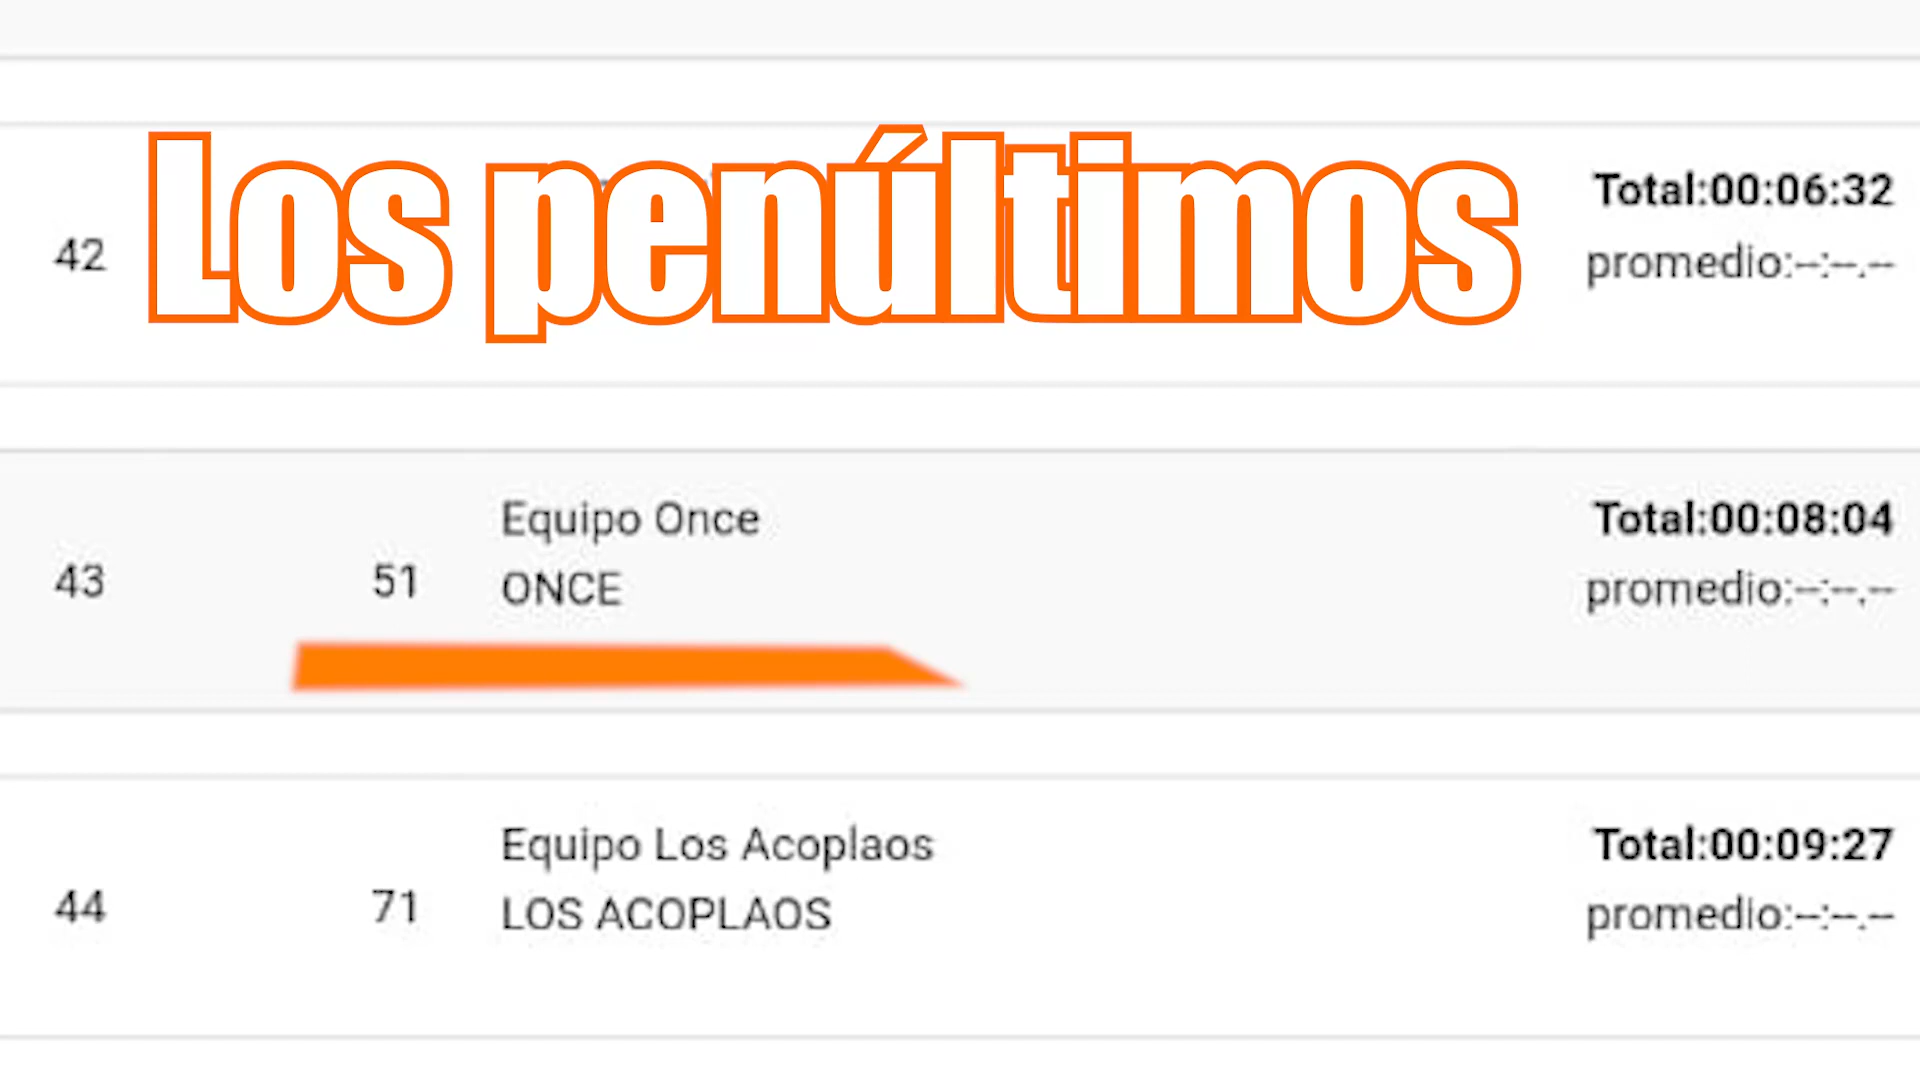 Los penúltimos
42
Total:00:06:32
promedio:--:--.--
43
51
Equipo Once
ONCE
Total:00:08:04
promedio:--:--.--
44
71
Equipo Los Acoplaos
LOS ACOPLAOS
Total:00:09:27
promedio:--:--.--